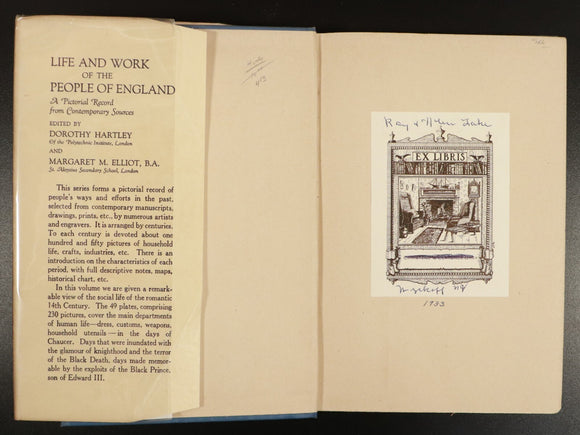 LIFE AND WORK
OF THE
PEOPLE OF ENGLAND
A Pictorial Record
from Contemporary Sources
EDITED BY
DOROTHY HARTLEY
Of the Polytechnic Institute, London
AND
MARGARET M. ELLIOT, B.A.
St. Aloysius Secondary School, London
This series forms a pictorial record of
people's ways and efforts in the past,
selected from contemporary manuscripts,
drawings, prints, etc., by numerous artists
and engravers. It is arranged by centuries.
To each century is devoted about one
hundred and fifty pictures of household
life, crafts, industries, etc. There is an
introduction on the characteristics of each
period, with full descriptive notes, maps,
historical chart, etc.
In this volume we are given a remark-
able view of the social life of the romantic
14th Century. The 49 plates, comprising
230 pictures, cover the main departments
of human life—dress, customs, weapons,
household utensils—in the days of
Chaucer. Days that were inundated with
the glamour of knighthood and the terror
of the Black Death, days made memor-
able by the exploits of the Black Prince,
son of Edward III.
Ray &
EX LIBRIS
1933